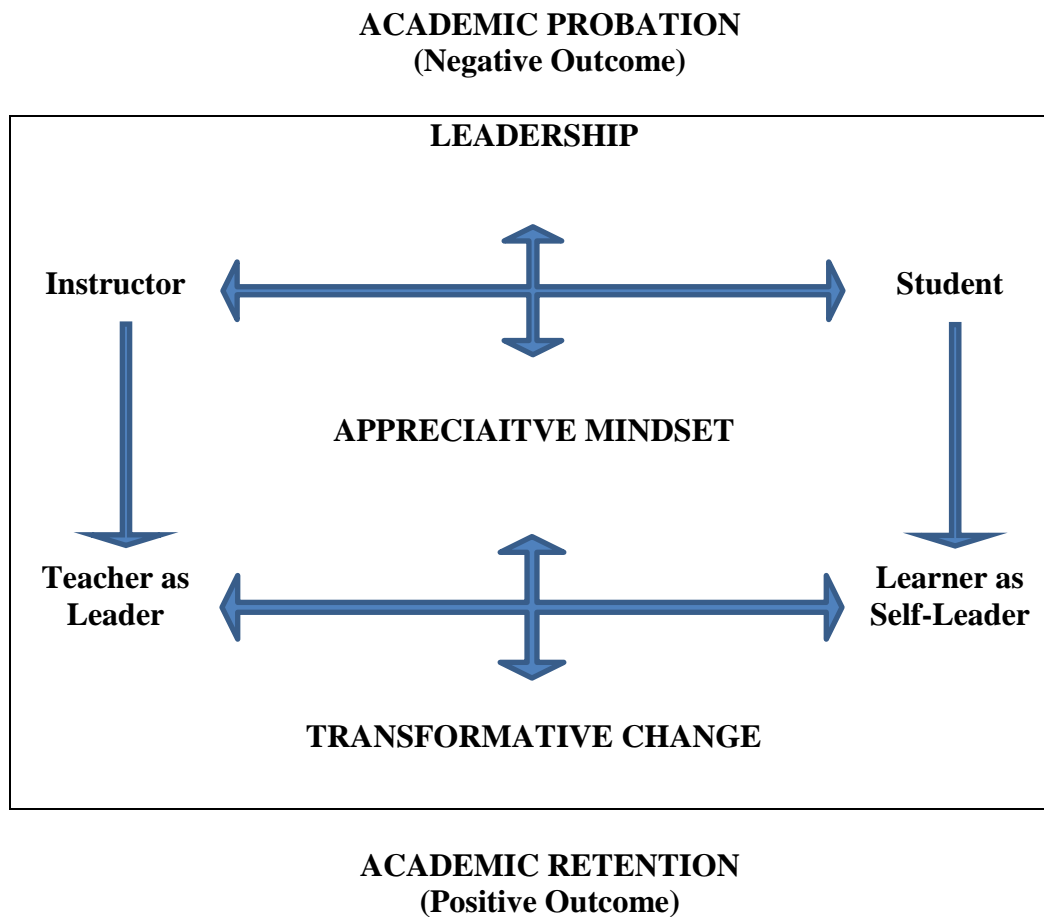 ACADEMIC PROBATION
(Negative Outcome)
LEADERSHIP
Instructor
Student
APPRECIAITVE MINDSET
Teacher as
Leader
Learner as
Self-Leader
TRANSFORMATIVE CHANGE
ACADEMIC RETENTION
(Positive Outcome)